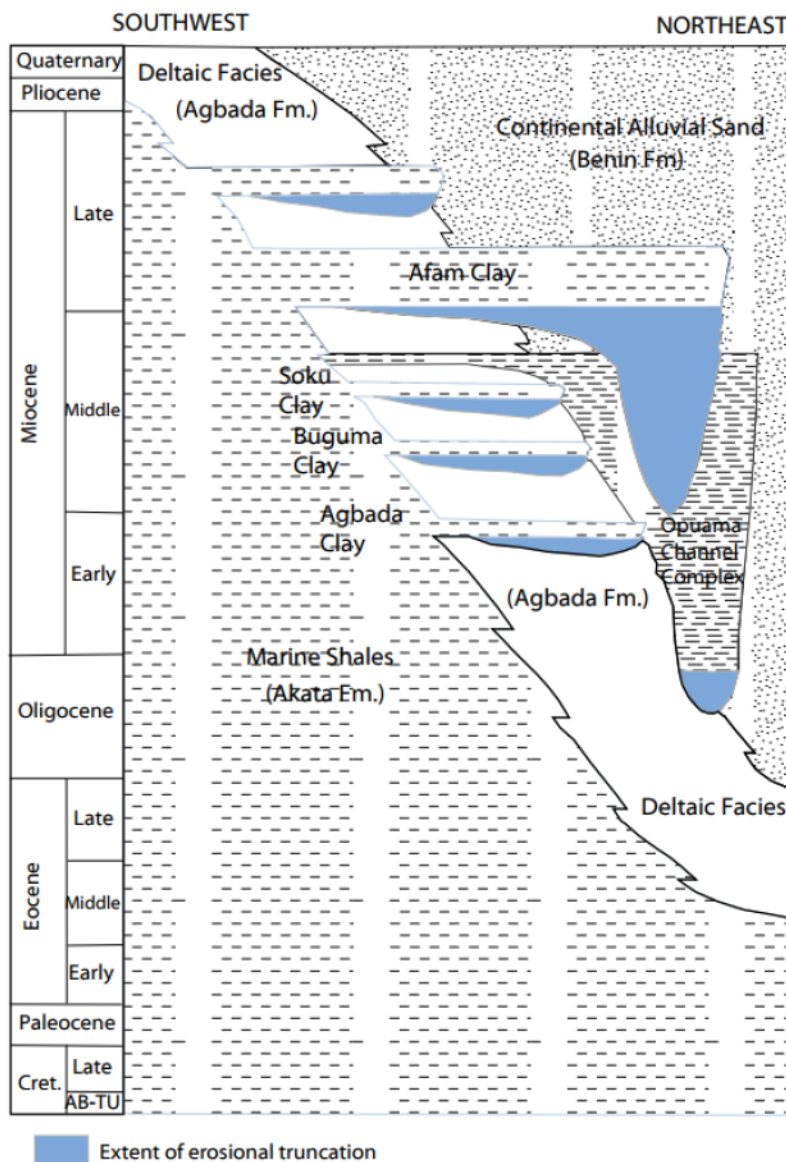 SOUTHWEST
NORTHEAST
Quaternary
Pliocene
Miocene
Late
Middle
Early
Oligocene
Eocene
Late
Middle
Early
Paleocene
Cret.
Late
AB-TU
Deltaic Facies
(Agbada Fm.)
Continental Alluvial Sand
(Benin Fm)
Afam Clay
Soku
Clay
Buguma
Clay
Agbada
Clay
Opuama
Channel
Complex
(Agbada Fm.)
Marine Shales
(Akata Fm.)
Deltaic Facies
Extent of erosional truncation